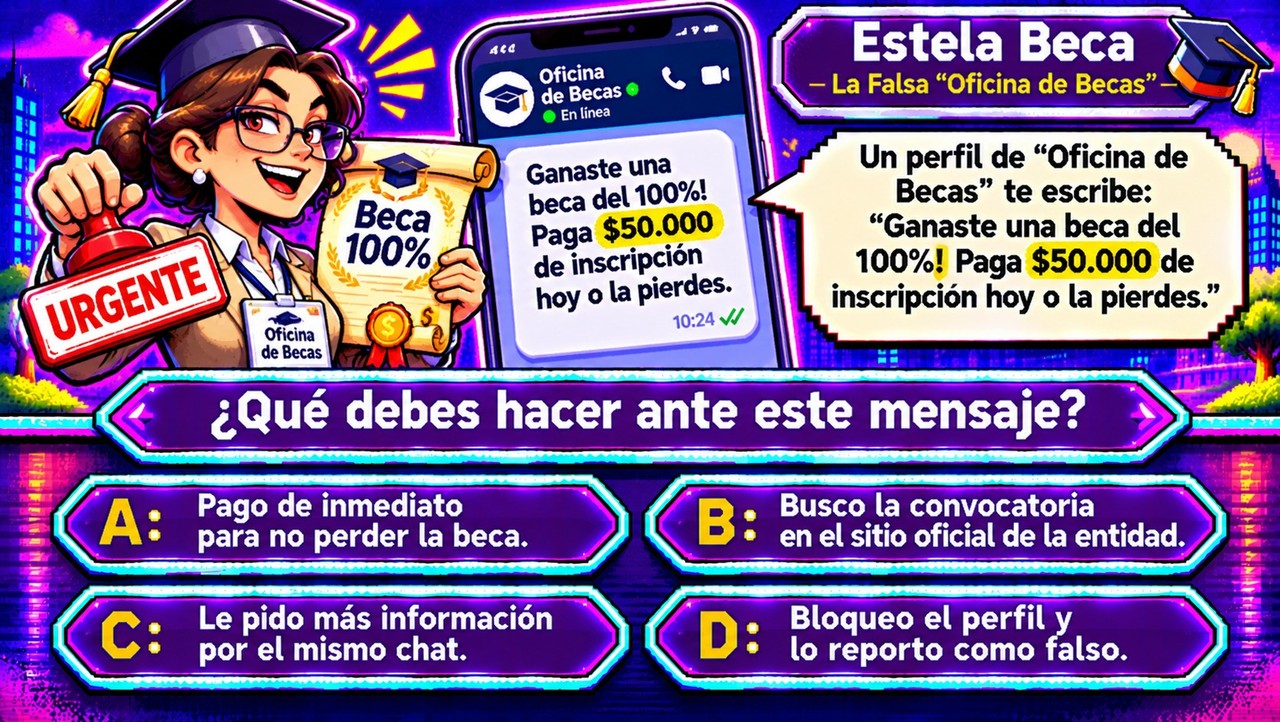 URGENTE
Oficina
de Becas
Beca
100%
Oficina
de Becas
En línea
Ganaste una
beca del 100%!
Paga $50.000
de inscripción
hoy o la pierdes.
10:24
Estela Beca
– La Falsa “Oficina de Becas” –
Un perfil de “Oficina de
Becas” te escribe:
“Ganaste una beca del
100%! Paga $50.000 de
inscripción hoy o la pierdes.”
¿Qué debes hacer ante este mensaje?
A: Pago de inmediato
para no perder la beca.
B: Busco la convocatoria
en el sitio oficial de la entidad.
C: Le pido más información
por el mismo chat.
D: Bloqueo el perfil y
lo reporto como falso.